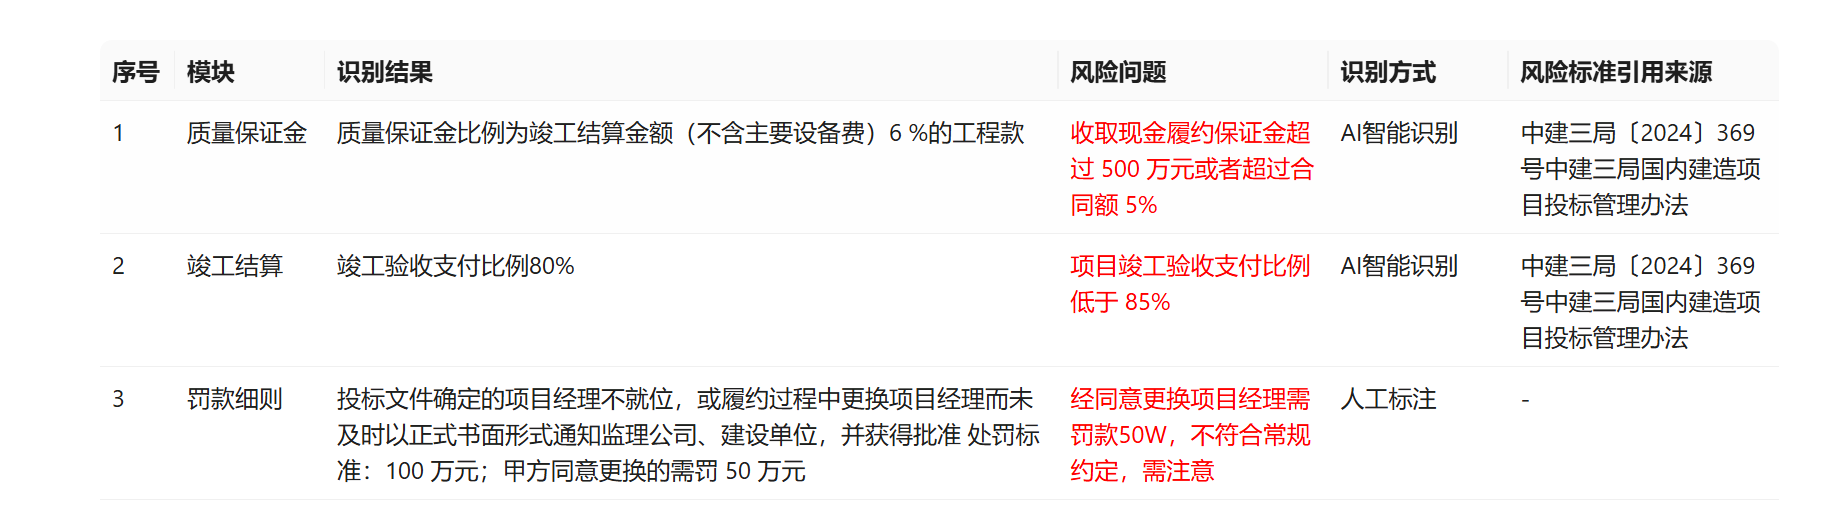 序号 模块 识别结果 风险问题 识别方式 风险标准引用来源
1 质量保证金 质量保证金比例为竣工结算金额（不含主要设备费）6 %的工程款 收取现金履约保证金超 AI智能识别 中建三局〔2024〕369
过 500 万元或者超过合 号中建三局国内建造项
同额 5% 目投标管理办法
2 竣工结算 竣工验收支付比例80% 项目竣工验收支付比例 AI智能识别 中建三局〔2024〕369
低于 85% 号中建三局国内建造项
目投标管理办法
3 罚款细则 投标文件确定的项目经理不就位，或履约过程中更换项目经理而未 经同意更换项目经理需 人工标注 -
及时以正式书面形式通知监理公司、建设单位，并获得批准 处罚标 罚款50W，不符合常规
准：100 万元；甲方同意更换的需罚 50 万元 约定，需注意